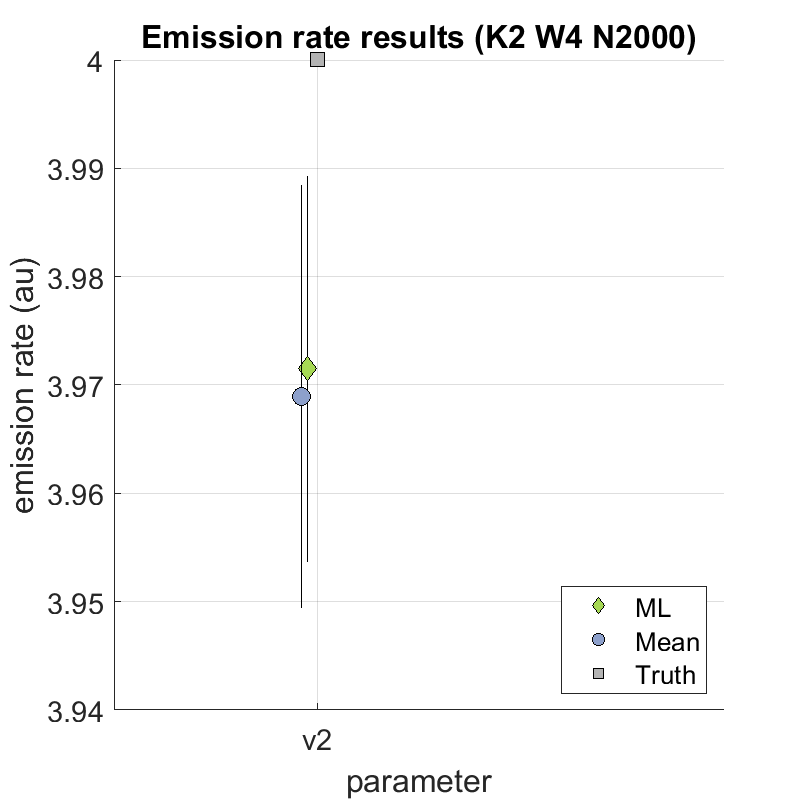 Emission rate results (K2 W4 N2000)
4
3.99
3.98
3.97
3.96
3.95
3.94
emission rate (au)
ML
Mean
Truth
v2
parameter